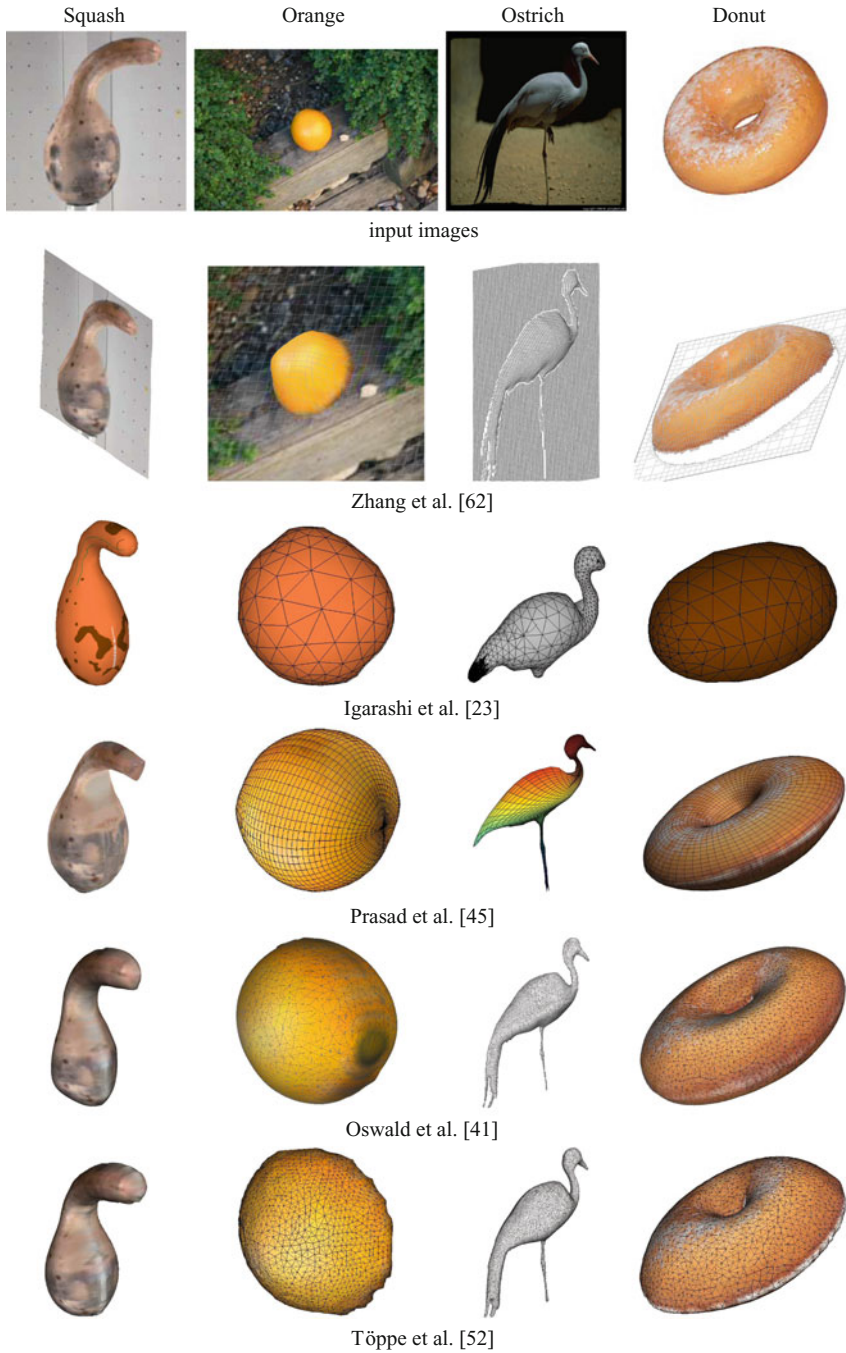 Squash Orange Ostrich Donut
input images
Zhang et al. [62]
Igarashi et al. [23]
Prasad et al. [45]
Oswald et al. [41]
Töppe et al. [52]